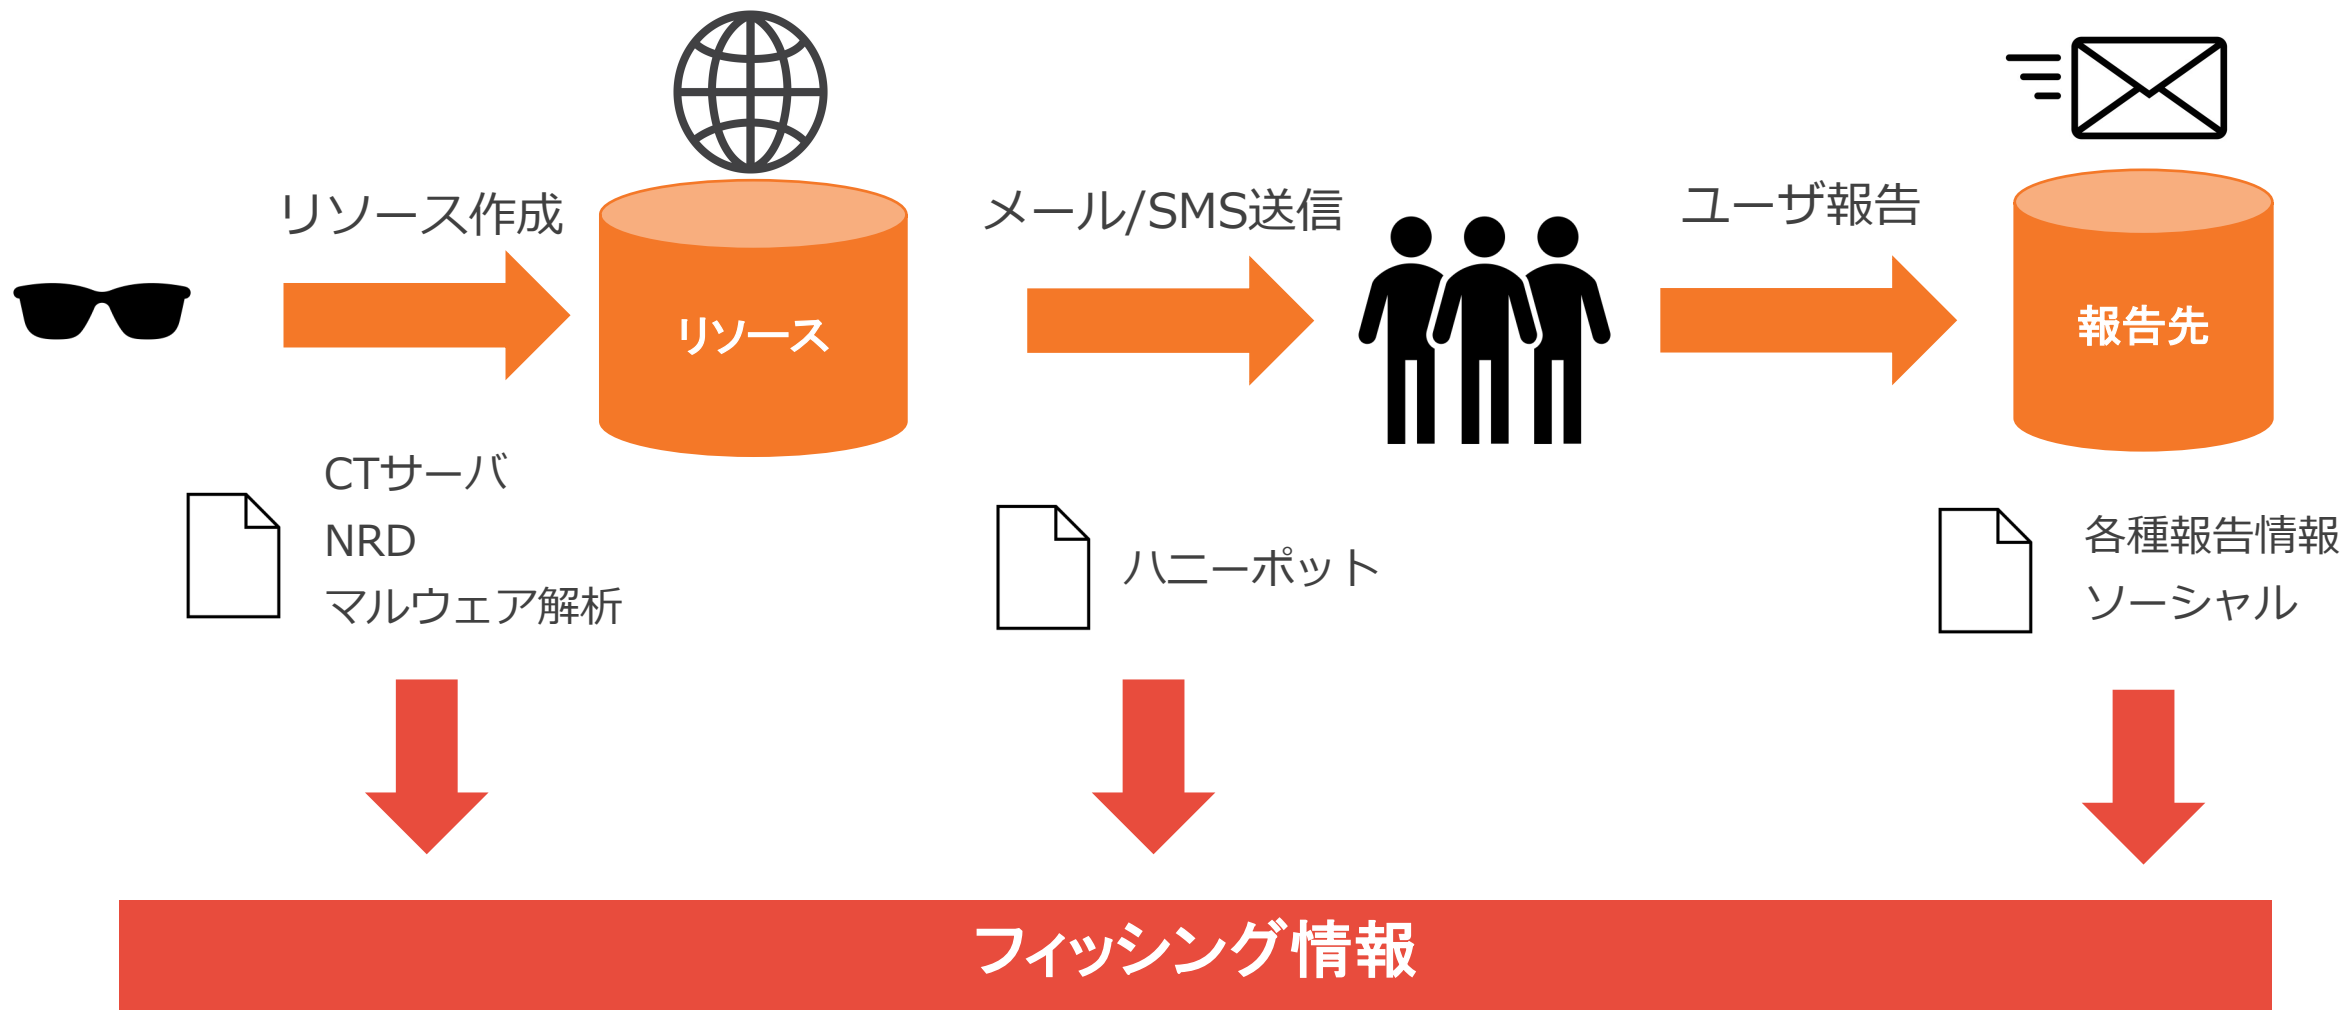 リソース作成
メール/SMS送信
ユーザ報告
リソース
報告先
CTサーバ
NRD
マルウェア解析
ハニーポット
各種報告情報
ソーシャル
フィッシング情報